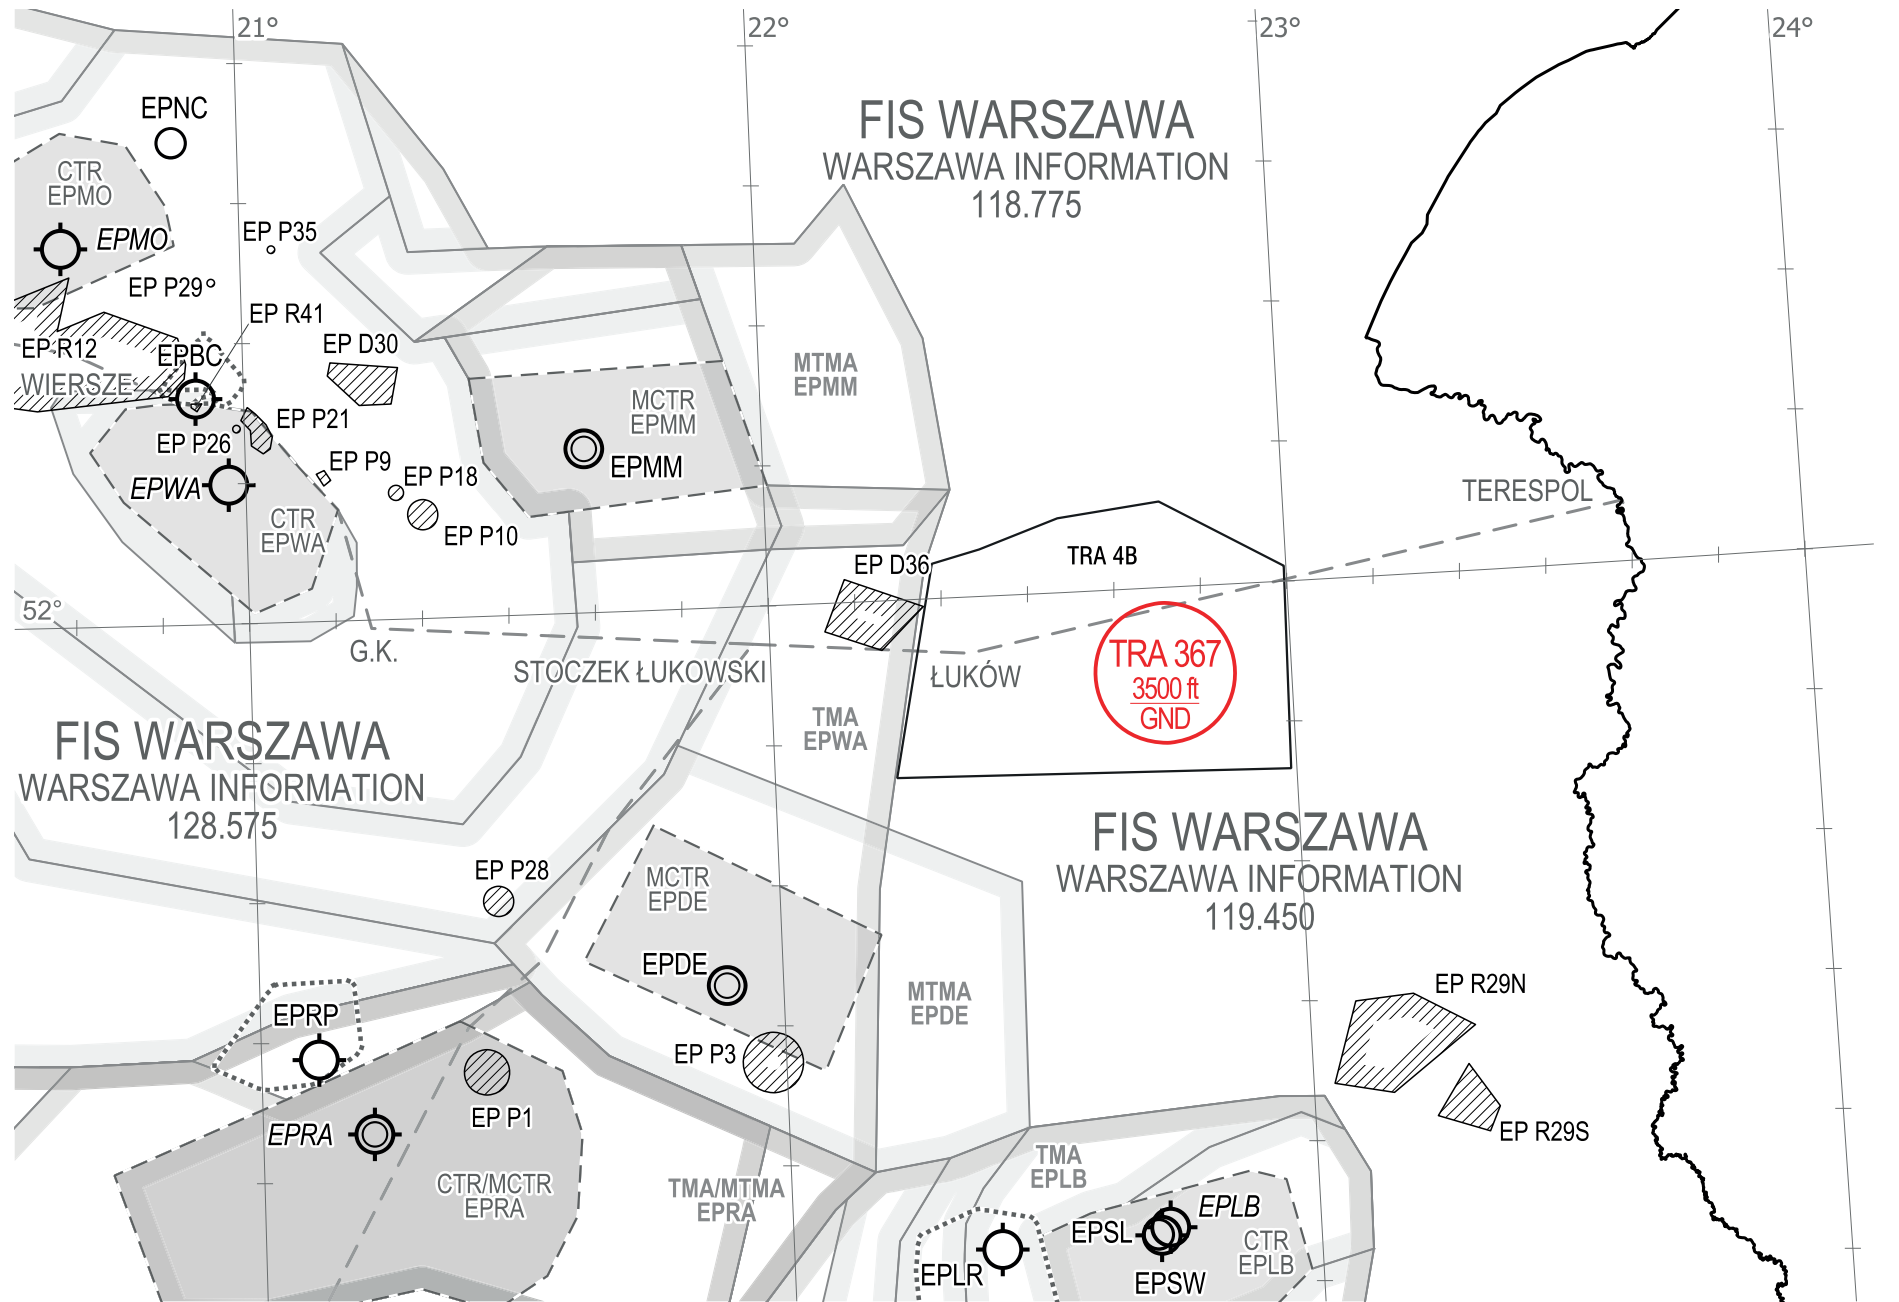 21°
22°
23°
24°
EPNC
FIS WARSZAWA
WARSZAWA INFORMATION
118.775
CTR
EPMO
EPMO
EP P35
EP P29
EP R41
EP R12
EPBC
EP D30
WIERSZE
MTMA
EPMM
MCTR
EPMM
EP P21
EP P26
EP P9
EPMM
EP P18
EPWA
TERESPOL
CTR
EPWA
EP P10
TRA 4B
EP D36
52°
G.K.
STOCZEK ŁUKOWSKI
ŁUKÓW
TRA 367
3500 ft
GND
TMA
EPWA
FIS WARSZAWA
WARSZAWA INFORMATION
128.575
FIS WARSZAWA
WARSZAWA INFORMATION
119.450
EP P28
MCTR
EPDE
EPDE
EP R29N
MTMA
EPDE
EPRP
EP P3
EP P1
EPRA
EP R29S
CTR/MCTR
EPRA
TMA/MTMA
EPRA
TMA
EPLB
EPLB
EPSL
CTR
EPLB
EPLR
EPSW